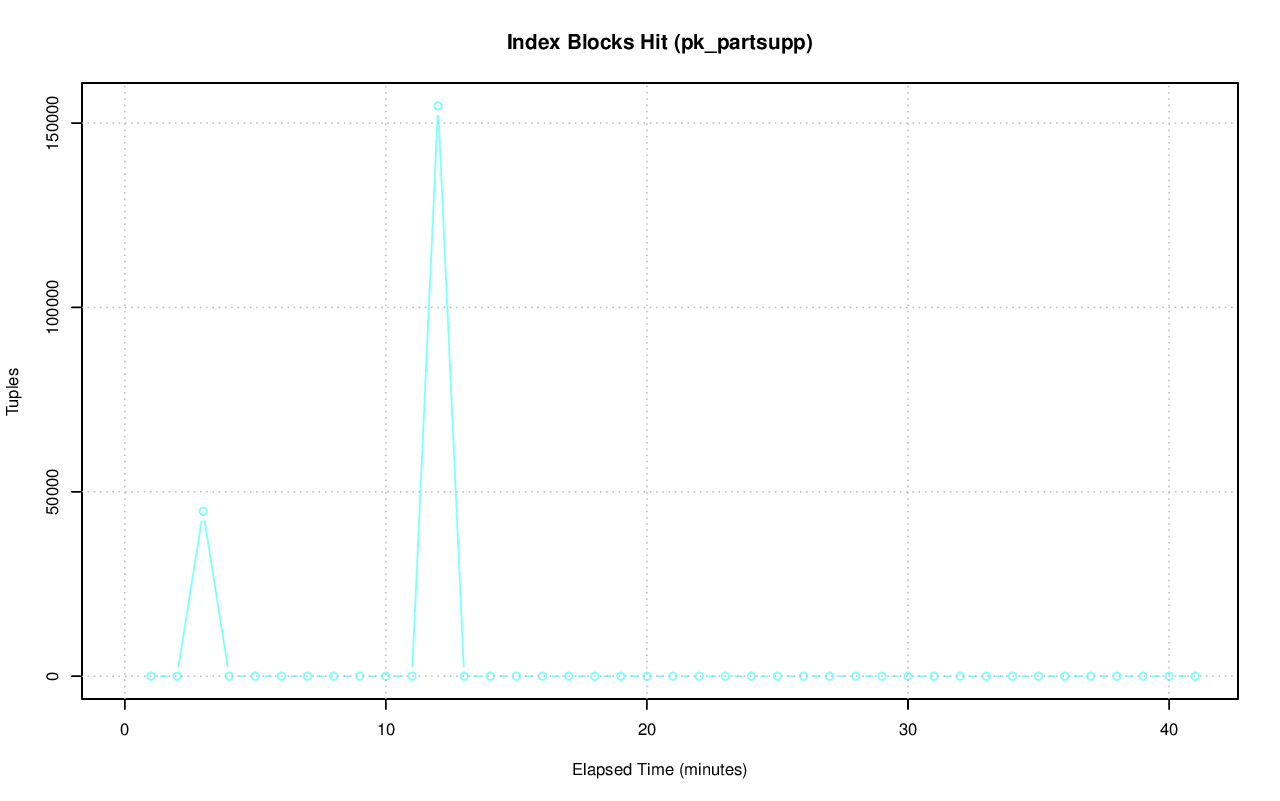 Index Blocks Hit (pk_partsupp)
150000
100000
50000
0
Tuples
0 10 20 30 40
Elapsed Time (minutes)